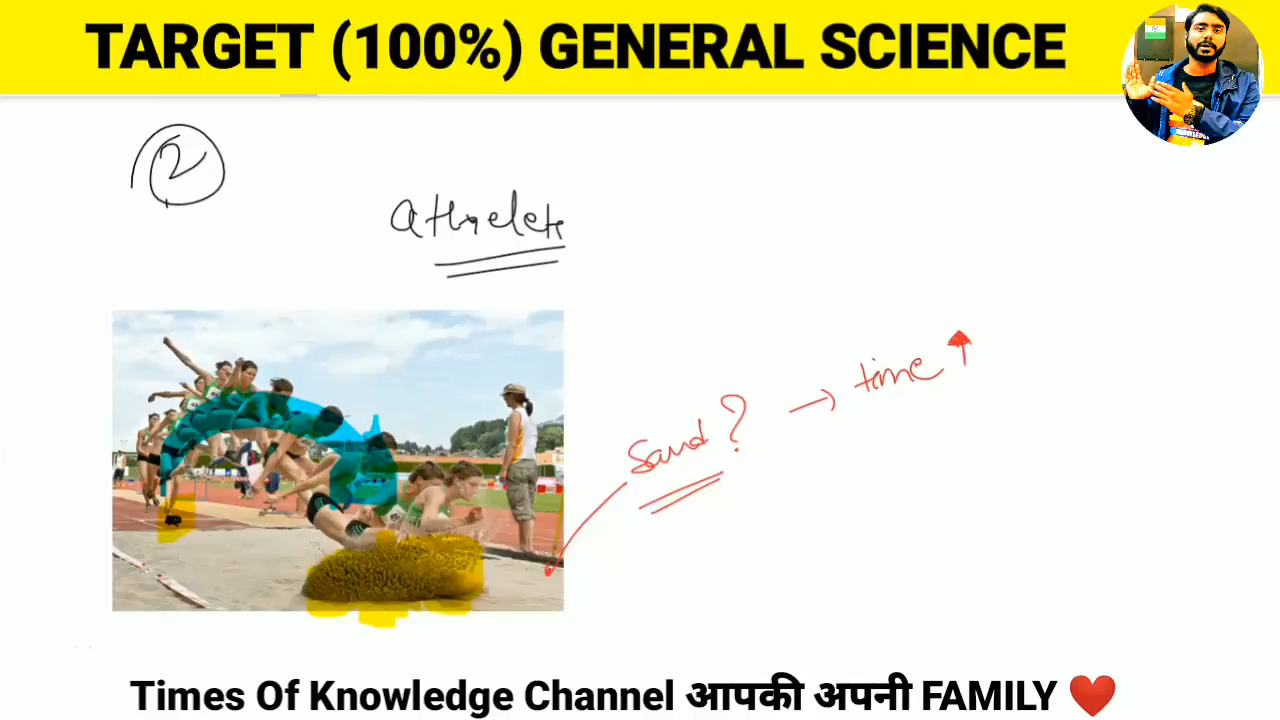 TARGET (100%) GENERAL SCIENCE
2
athelete
Sand? → time ↑
Times Of Knowledge Channel आपकी अपनी FAMILY ❤️